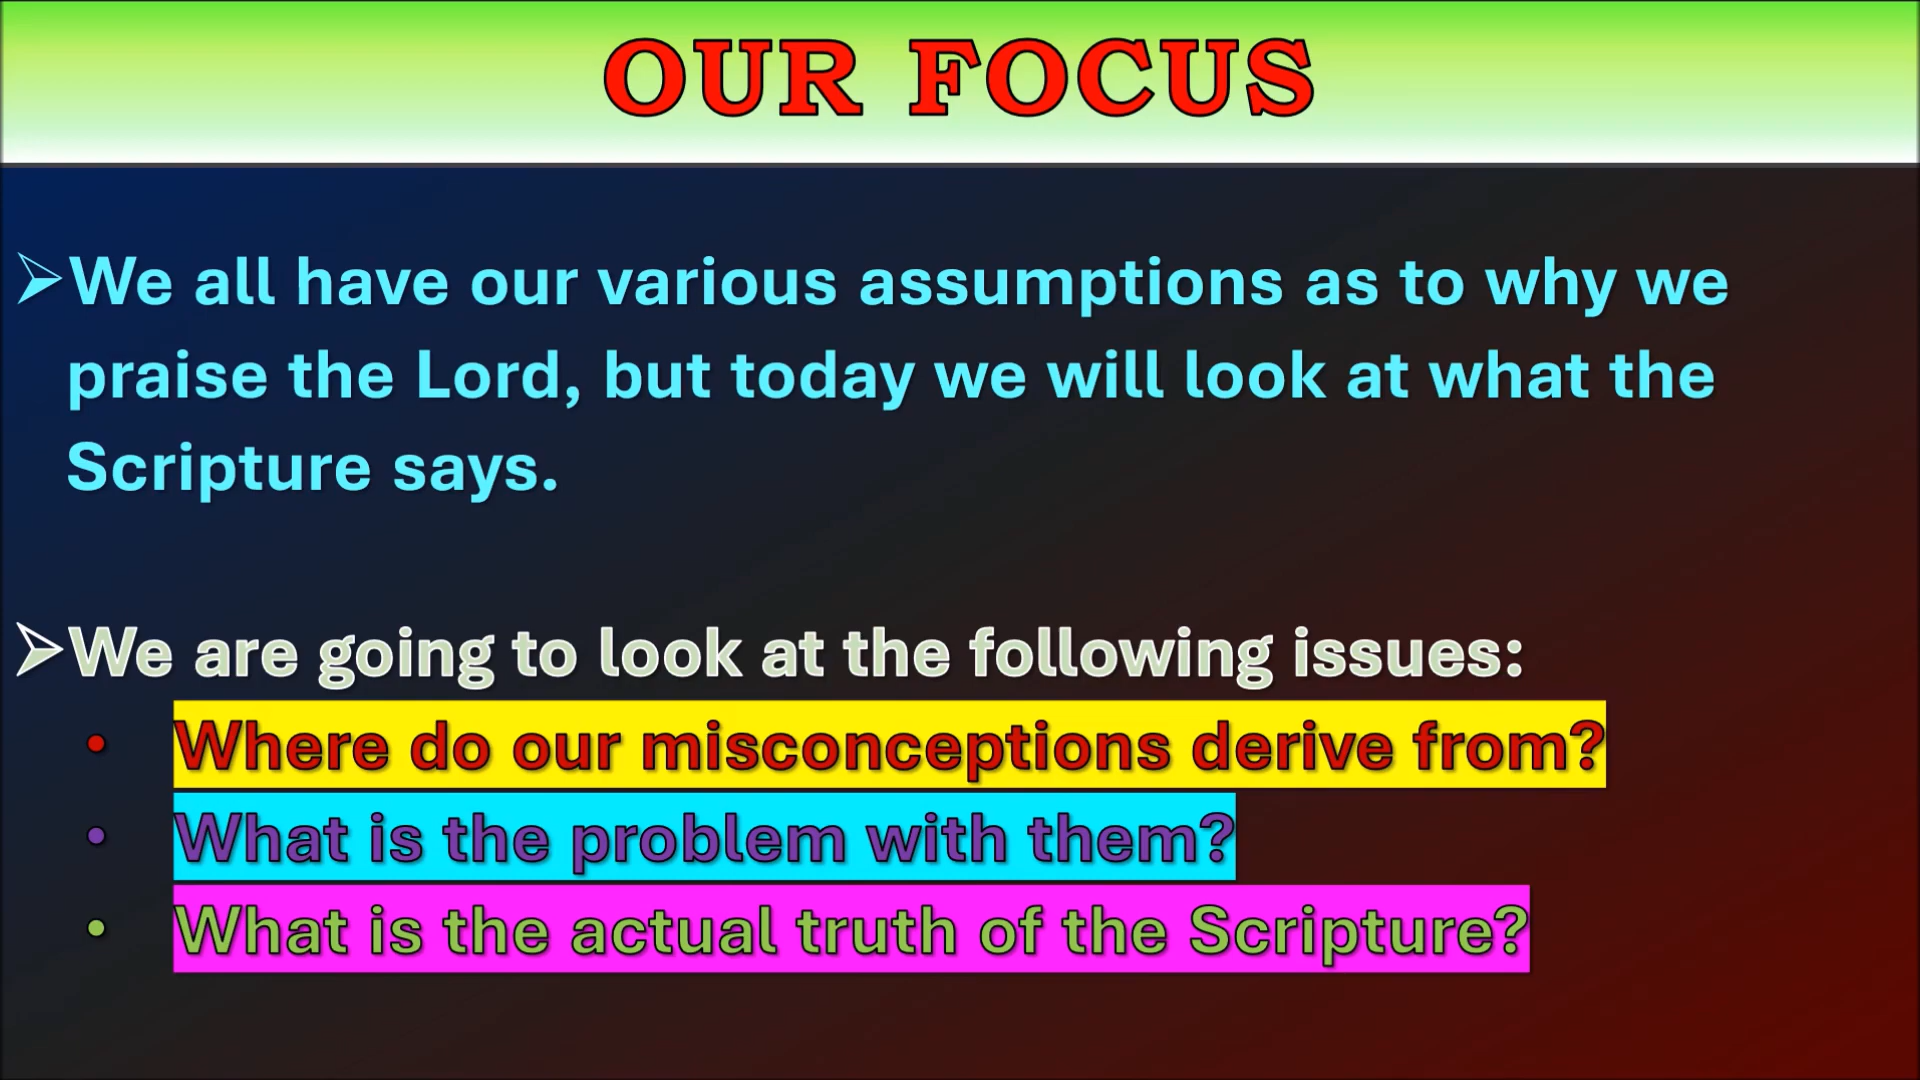 OUR FOCUS
➢We all have our various assumptions as to why we
praise the Lord, but today we will look at what the
Scripture says.
➢We are going to look at the following issues:
• Where do our misconceptions derive from?
• What is the problem with them?
• What is the actual truth of the Scripture?